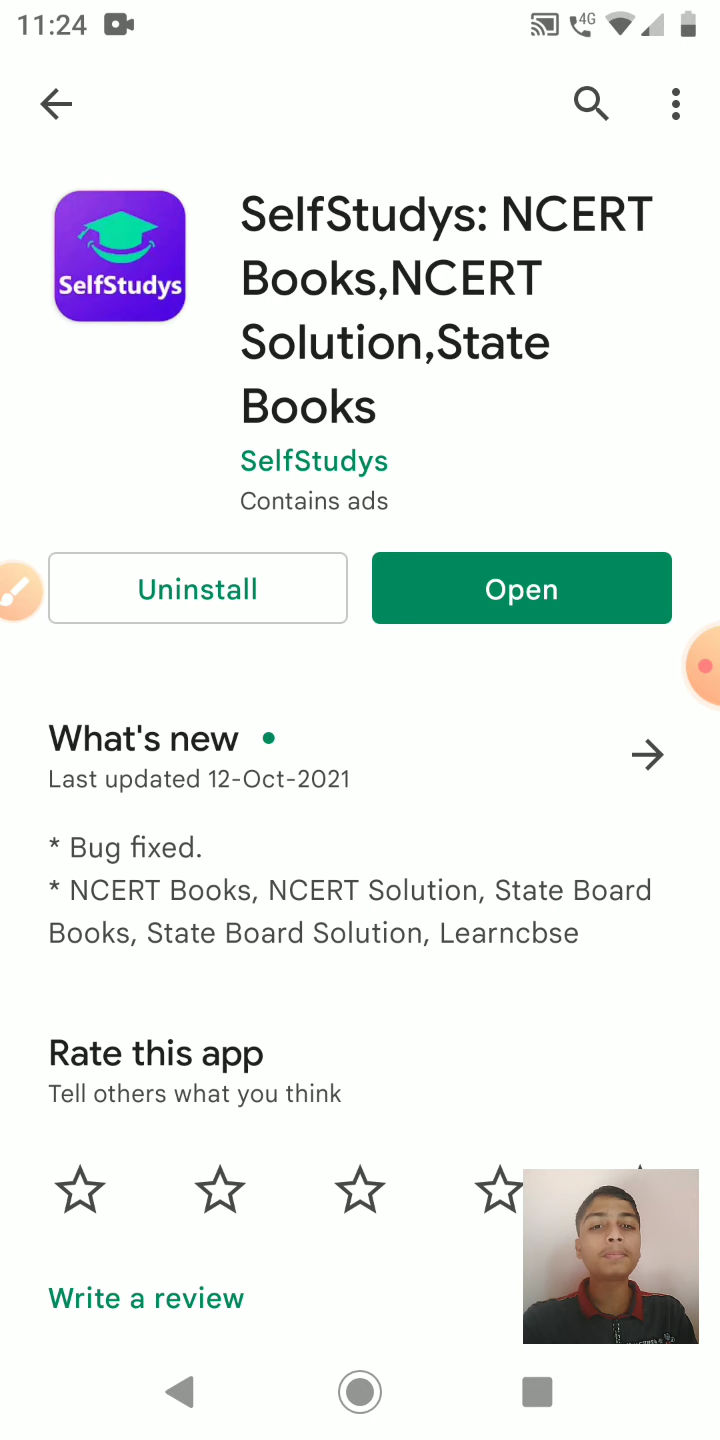 11:24
4G
SelfStudys
SelfStudys: NCERT
Books,NCERT
Solution,State
Books
SelfStudys
Contains ads
Uninstall
Open
What's new
Last updated 12-Oct-2021
* Bug fixed.
* NCERT Books, NCERT Solution, State Board
Books, State Board Solution, Learncbse
Rate this app
Tell others what you think
Write a review